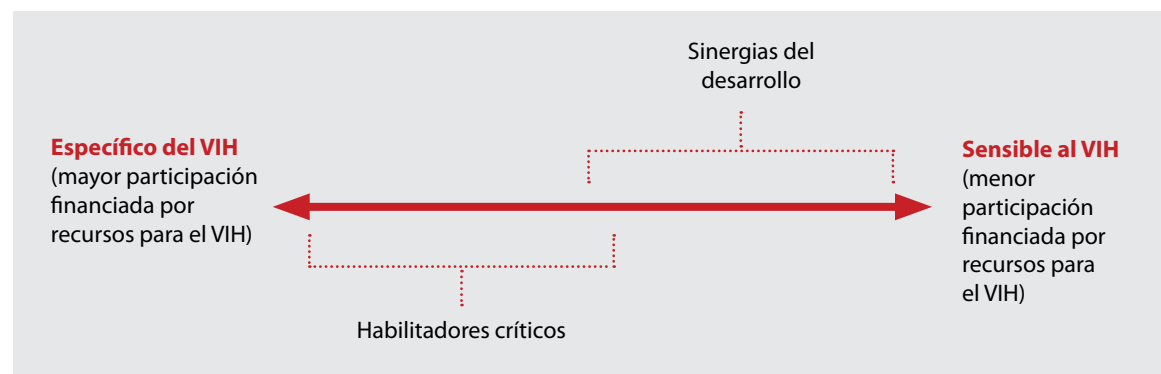 Sinergias del
desarrollo
Específico del VIH
(mayor participación
financiada por
recursos para el VIH)
Sensible al VIH
(menor
participación
financiada por
recursos para
el VIH)
Habilitadores críticos